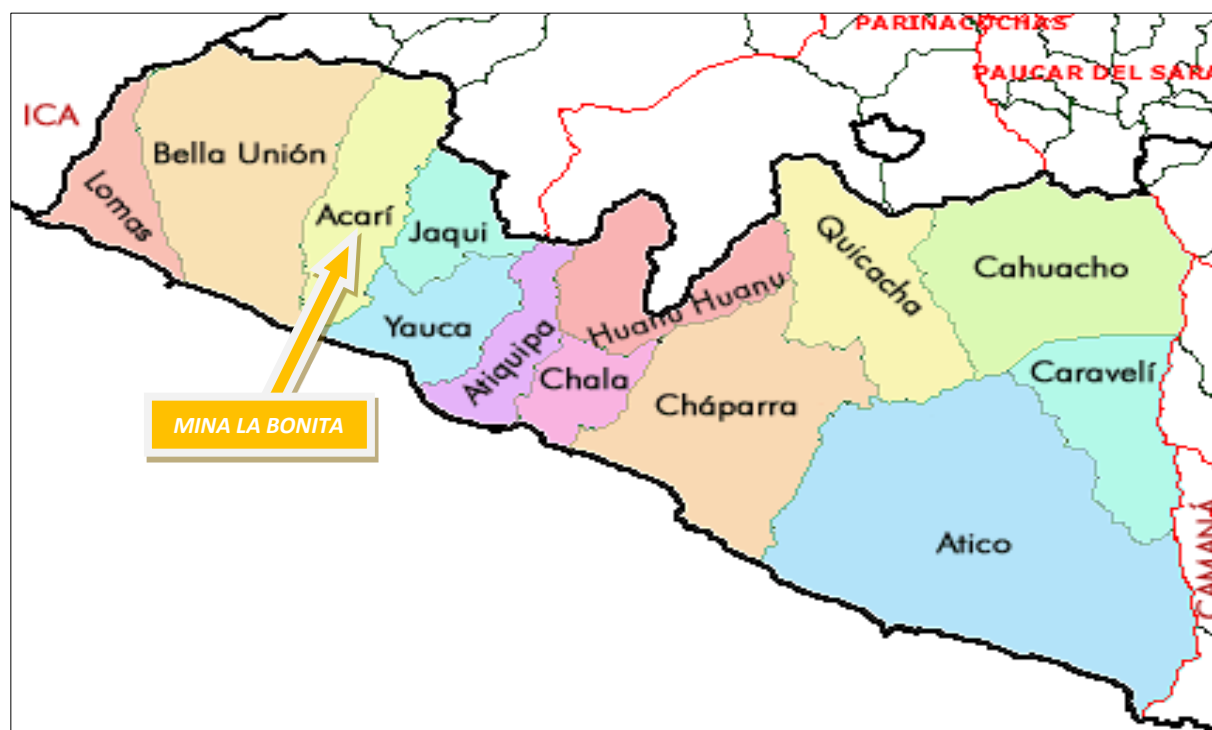 PARINACOCHAS
PAUCAR DEL SARA
ICA
Bella Unión
Lomas
Acarí
Jaqui
Quicacha
Cahuacho
Huanu Huanu
Yauca
Atiquipa
Chala
Cháparra
Caravelí
MINA LA BONITA
Atico
CAMANÁ